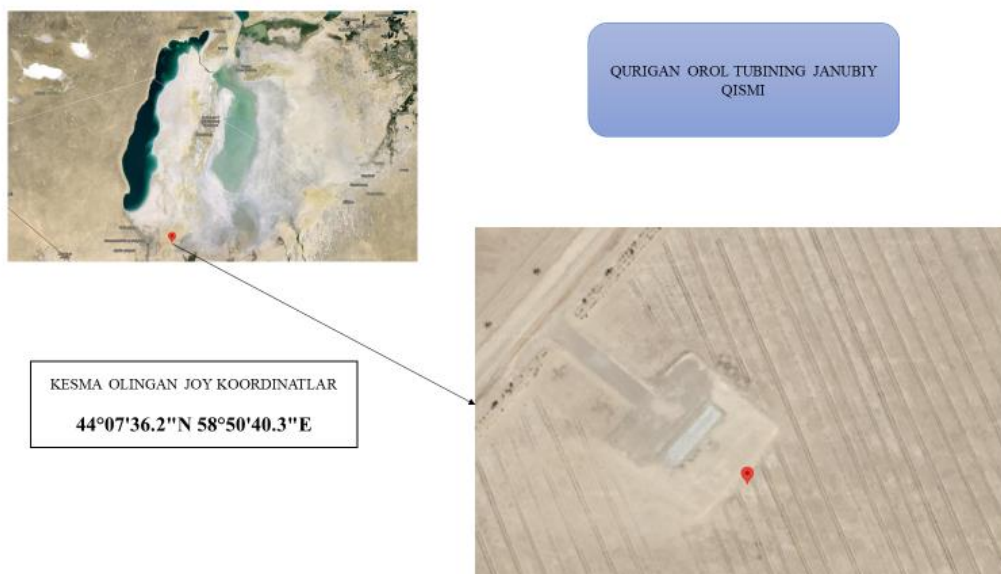 QURIGAN OROL TUBINING JANUBIY
QISMI
KESMA OLINGAN JOY KOORDINATLAR
44°07'36.2"N 58°50'40.3"E